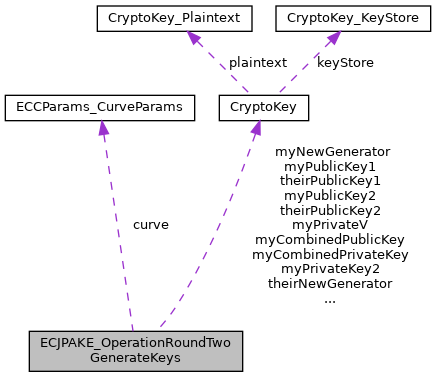 CryptoKey_Plaintext
CryptoKey_KeyStore
plaintext
keyStore
ECCParams_CurveParams
CryptoKey
curve
myNewGenerator
myPublicKey1
theirPublicKey1
myPublicKey2
theirPublicKey2
myPrivateV
myCombinedPublicKey
myCombinedPrivateKey
myPrivateKey2
theirNewGenerator
...
ECJPAKE_OperationRoundTwo
GenerateKeys